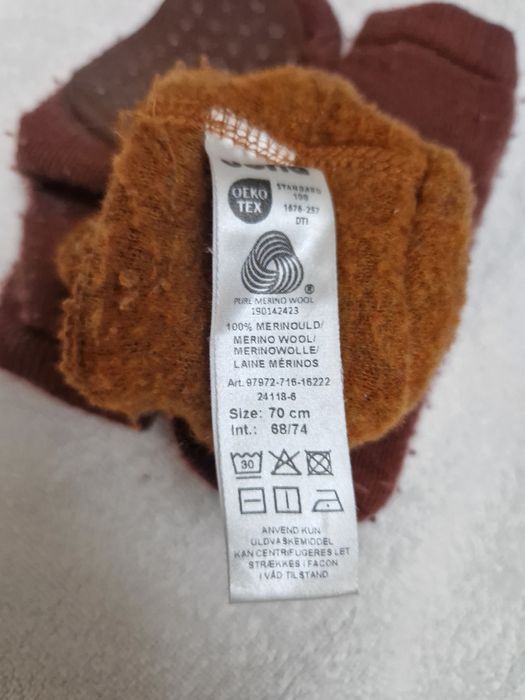 OEKO
TEX
STANDARD
100
1676-257
DTI
PURE MERINO WOOL
190142423
100% MERINOULD/
MERINO WOOL/
MERINOWOLLE/
LAINE MÉRINOS
Art. 97972-716-16222
24118-6
Size: 70 cm
Int.: 68/74
30
ANVEND KUN
ULDVASKEMIDDEL
KAN CENTRIFUGERES LET
STRÆKKES I FACON
I VÅD TILSTAND